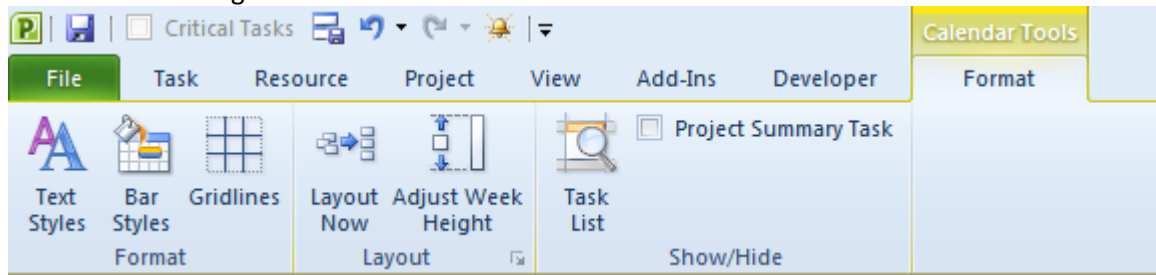 Critical Tasks
Calendar Tools
File Task Resource Project View Add-Ins Developer Format
Project Summary Task
Text Bar Gridlines Layout Adjust Week Task
Styles Styles Now Height List
Format Layout Show/Hide